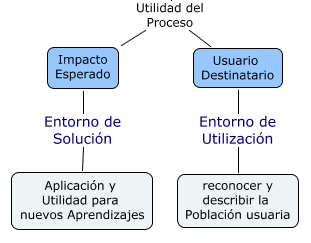 Utilidad del
Proceso
Impacto
Esperado
Usuario
Destinatario
Entorno de
Solución
Entorno de
Utilización
Aplicación y
Utilidad para
nuevos Aprendizajes
reconocer y
describir la
Población usuaria